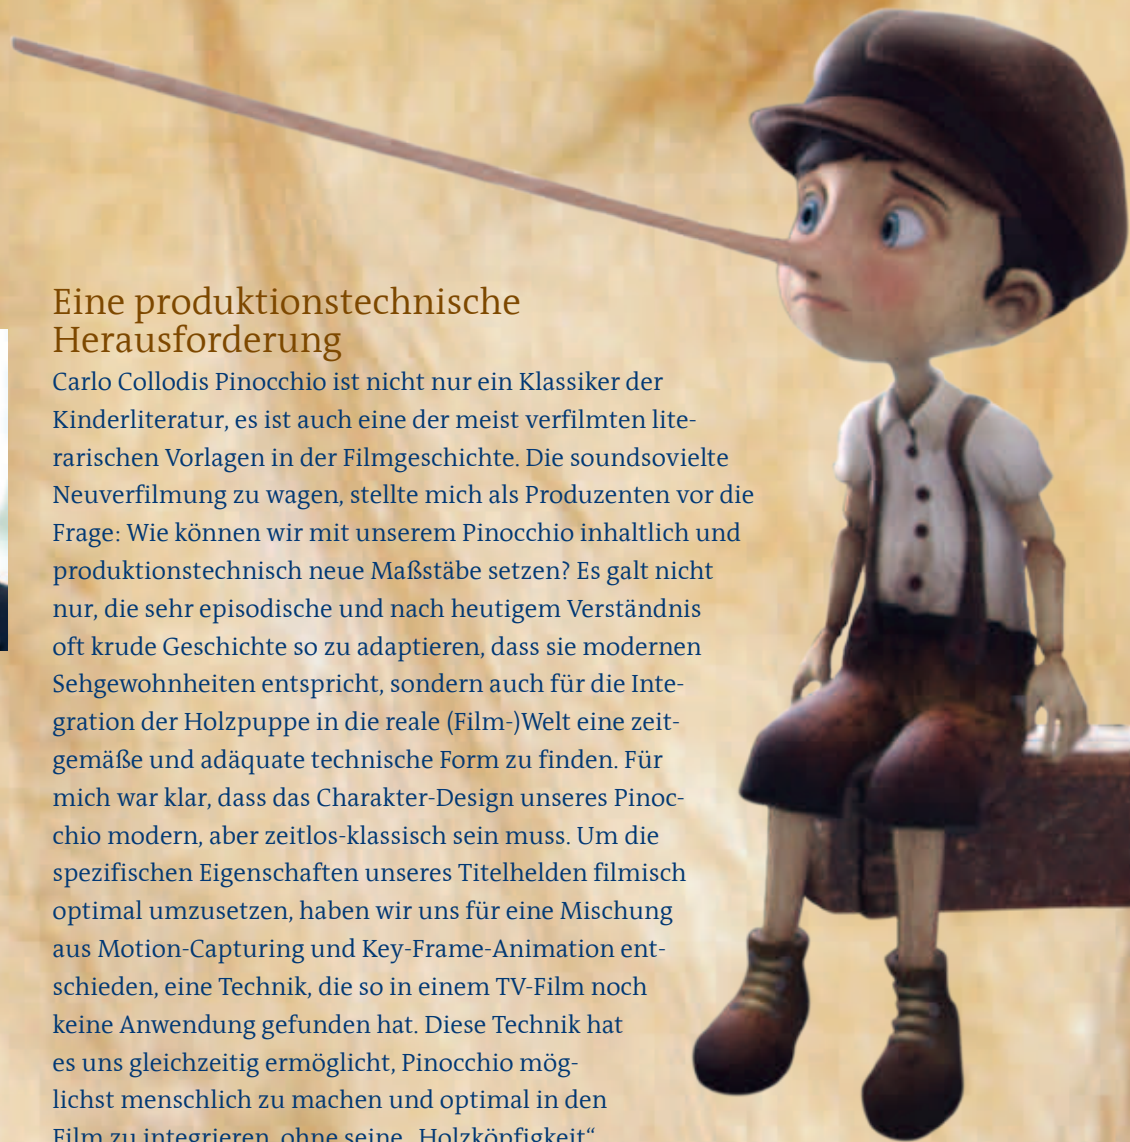 Eine produktionstechnische
Herausforderung
Carlo Collodis Pinocchio ist nicht nur ein Klassiker der
Kinderliteratur, es ist auch eine der meist verfilmten lite-
rarischen Vorlagen in der Filmgeschichte. Die soundsovielte
Neuverfilmung zu wagen, stellte mich als Produzenten vor die
Frage: Wie können wir mit unserem Pinocchio inhaltlich und
produktionstechnisch neue Maßstäbe setzen? Es galt nicht
nur, die sehr episodische und nach heutigem Verständnis
oft krude Geschichte so zu adaptieren, dass sie modernen
Sehgewohnheiten entspricht, sondern auch für die Inte-
gration der Holzpuppe in die reale (Film-)Welt eine zeit-
gemäße und adäquate technische Form zu finden. Für
mich war klar, dass das Charakter-Design unseres Pinoc-
chio modern, aber zeitlos-klassisch sein muss. Um die
spezifischen Eigenschaften unseres Titelhelden filmisch
optimal umzusetzen, haben wir uns für eine Mischung
aus Motion-Capturing und Key-Frame-Animation ent-
schieden, eine Technik, die so in einem TV-Film noch
keine Anwendung gefunden hat. Diese Technik hat
es uns gleichzeitig ermöglicht, Pinocchio mög-
lichst menschlich zu machen und optimal in den
Film zu integrieren, ohne seine „Holzköpfigkeit“